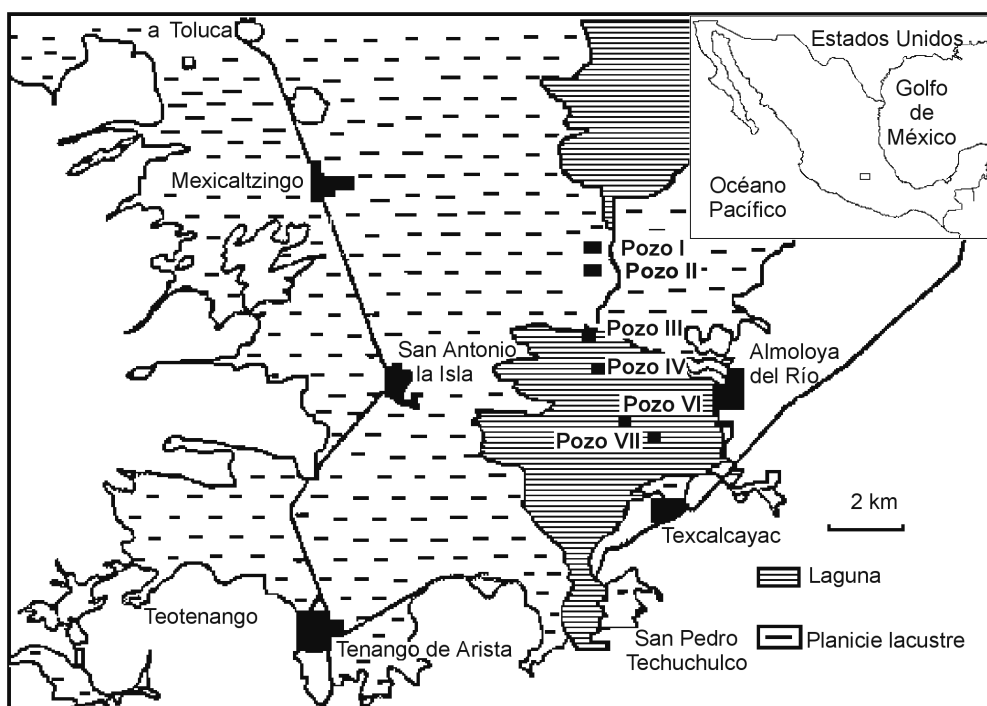 a Toluca
Estados Unidos
Golfo
de
México
Océano
Pacífico
Mexicaltzingo
Pozo I
Pozo II
Pozo III
San Antonio
la Isla
Almoloya
del Río
Pozo IV
Pozo VI
Pozo VII
2 km
Texcalcayac
Laguna
Teotenango
Tenango de Arista
San Pedro
Techuchulco
Planicie lacustre